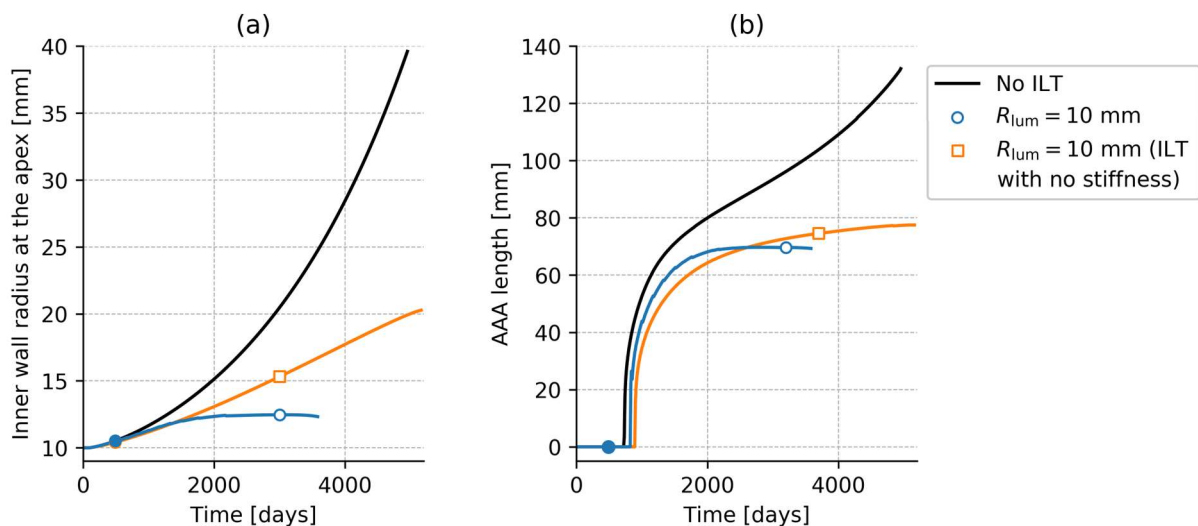 (a)
40
35
30
25
20
15
10
Inner wall radius at the apex [mm]
0
2000
4000
Time [days]
(b)
140
120
100
80
60
40
20
0
AAA length [mm]
0
2000
4000
Time [days]
No ILT
R_lum = 10 mm
R_lum = 10 mm (ILT
with no stiffness)